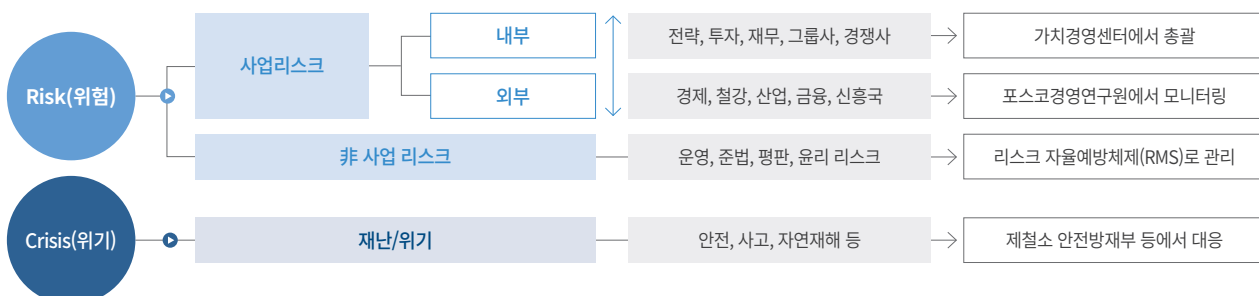 Risk(위험)
사업리스크
내부
전략, 투자, 재무, 그룹사, 경쟁사
가치경영센터에서 총괄
외부
경제, 철강, 산업, 금융, 신흥국
포스코경영연구원에서 모니터링
非 사업 리스크
운영, 준법, 평판, 윤리 리스크
리스크 자율예방체제(RMS)로 관리
Crisis(위기)
재난/위기
안전, 사고, 자연재해 등
제철소 안전방재부 등에서 대응